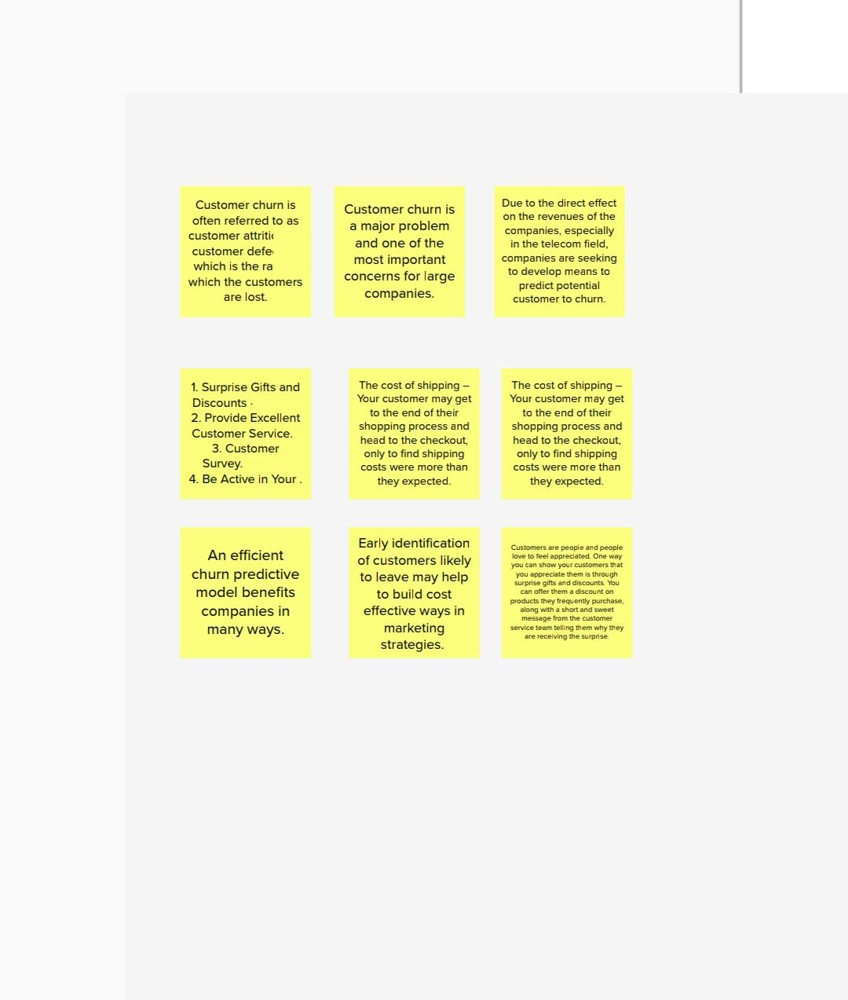 Customer churn is
often referred to as
customer
customer
which is the
which the customers
are lost.
Customer churn is
a major problem
and one of the
most important
concerns for large
companies.
Due to the direct effect
on the revenues of the
companies, especially
in the telecom field,
companies are seeking
to develop means to
predict potential
customer to churn.
1. Surprise Gifts and
Discounts ·
2. Provide Excellent
Customer Service.
3. Customer
Survey.
4. Be Active in Your .
The cost of shipping –
Your customer may get
to the end of their
shopping process and
head to the checkout,
only to find shipping
costs were more than
they expected.
The cost of shipping –
Your customer may get
to the end of their
shopping process and
head to the checkout,
only to find shipping
costs were more than
they expected.
An efficient
churn predictive
model benefits
companies in
many ways.
Early identification
of customers likely
to leave may help
to build cost
effective ways in
marketing
strategies.
Customers are people and people
love to feel appreciated. One way
you can show your customers that
you appreciate them is through
surprise gifts and discounts. You
can offer them a discount on
products they frequently purchase,
along with a short and sweet
message from the customer
service team telling them why they
are receiving the surprise.